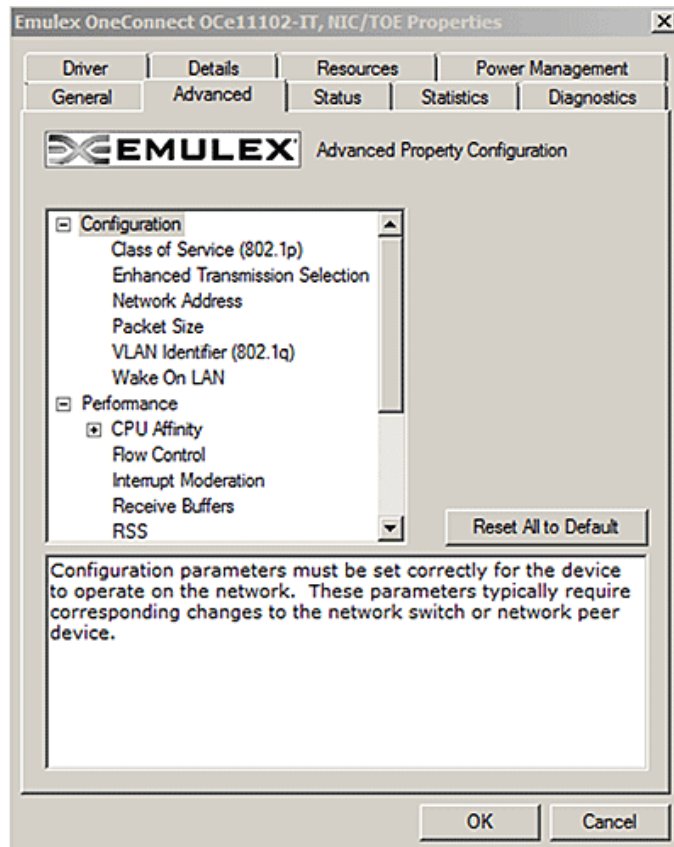 Emulex OneConnect OCe11102-IT, NIC/TOE Properties
Driver Details Resources Power Management
General Advanced Status Statistics Diagnostics
EMULEX Advanced Property Configuration
Configuration
Class of Service (802.1p)
Enhanced Transmission Selection
Network Address
Packet Size
VLAN Identifier (802.1q)
Wake On LAN
Performance
CPU Affinity
Flow Control
Interrupt Moderation
Receive Buffers
RSS
Reset All to Default
Configuration parameters must be set correctly for the device
to operate on the network. These parameters typically require
corresponding changes to the network switch or network peer
device.
OK Cancel